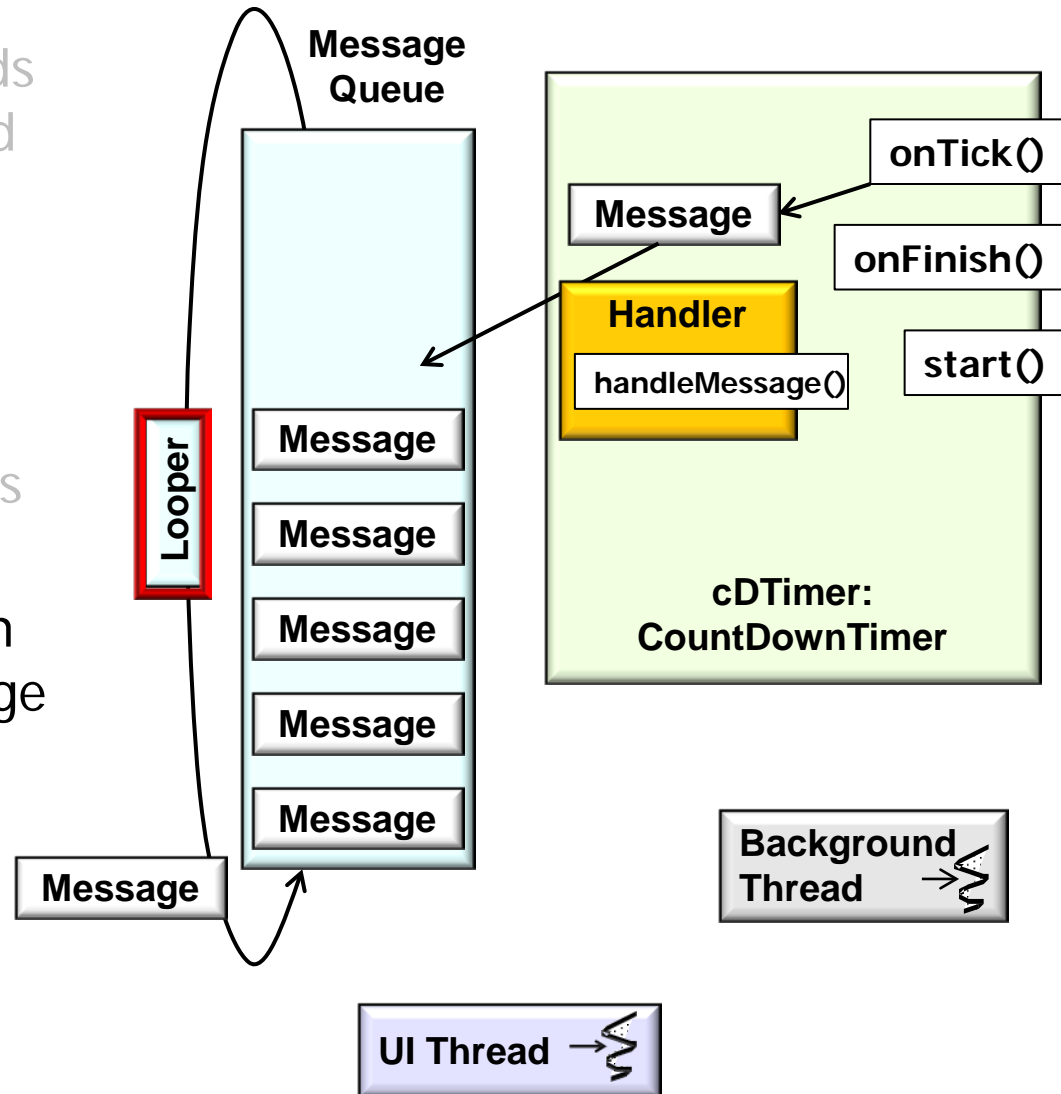 Message
Queue
onTick()
Message
onFinish()
Handler
start()
handleMessage()
Message
Looper
Message
Message
cDTimer:
CountDownTimer
Message
Message
Message
Background
Thread
UI Thread